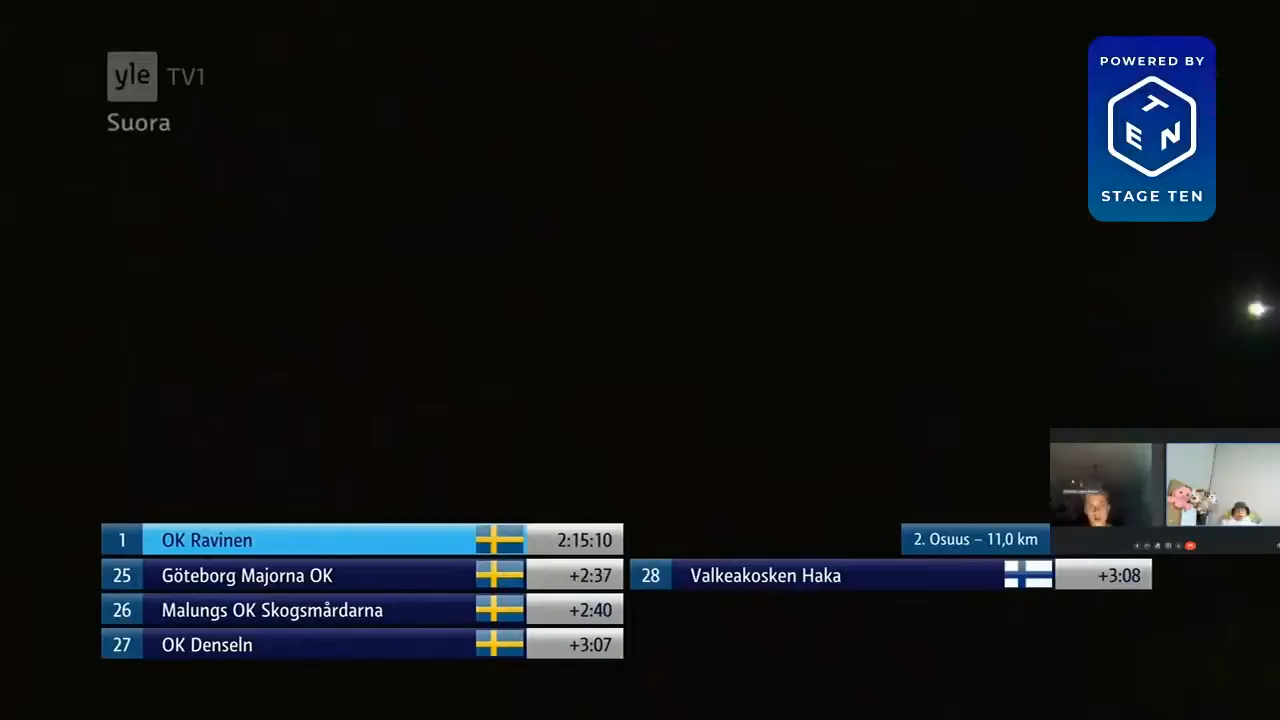 yle TV1
Suora
POWERED BY
TEN
STAGE TEN
2. Osuus – 11,0 km
1 OK Ravinen 2:15:10
25 Göteborg Majorna OK +2:37
26 Malungs OK Skogsmårdarna +2:40
27 OK Denseln +3:07
28 Valkeakosken Haka +3:08